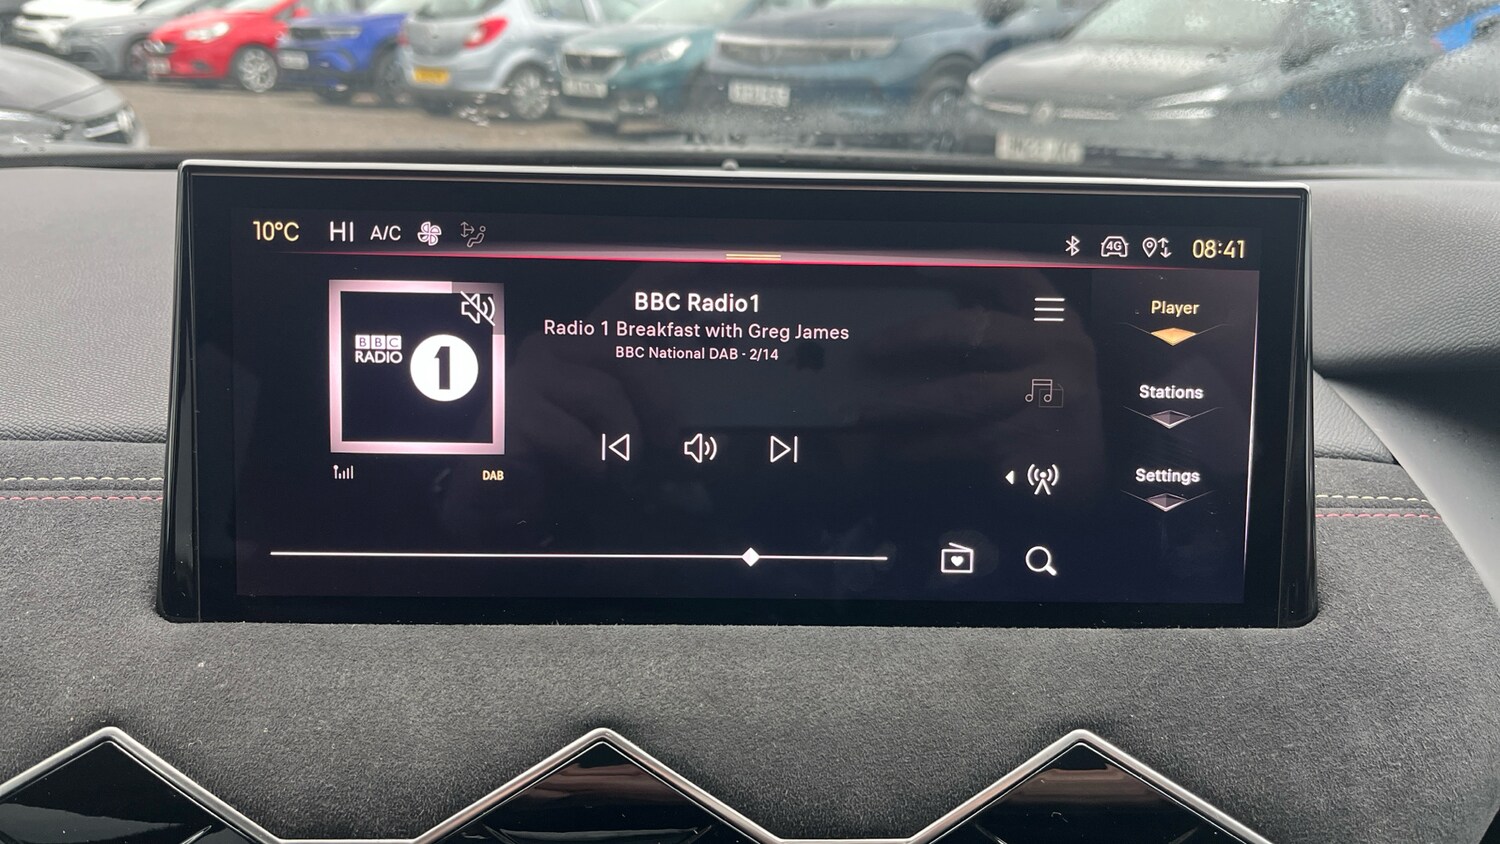 10°C HI A/C
4G 08:41
BBC
RADIO
1
BBC Radio1
Radio 1 Breakfast with Greg James
BBC National DAB - 2/14
DAB
Player
Stations
Settings